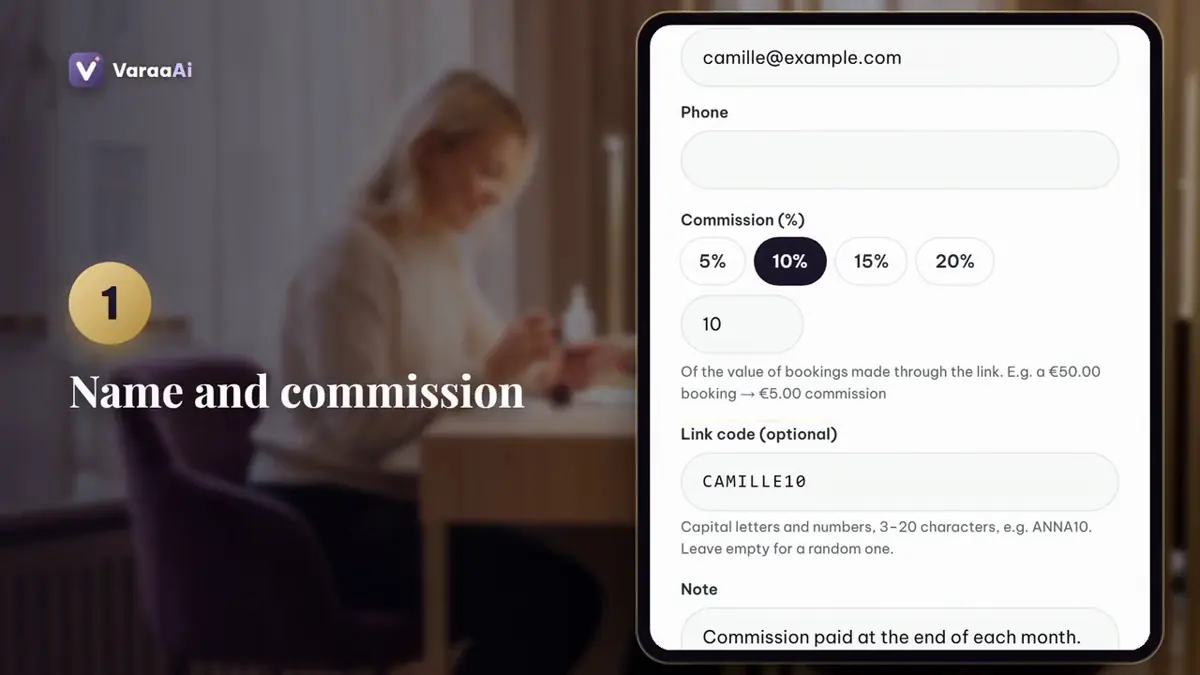 VaraaAi
1
Name and commission
camille@example.com
Phone
Commission (%)
5%
10%
15%
20%
10
Of the value of bookings made through the link. E.g. a €50.00
booking → €5.00 commission
Link code (optional)
CAMILLE10
Capital letters and numbers, 3–20 characters, e.g. ANNA10.
Leave empty for a random one.
Note
Commission paid at the end of each month.